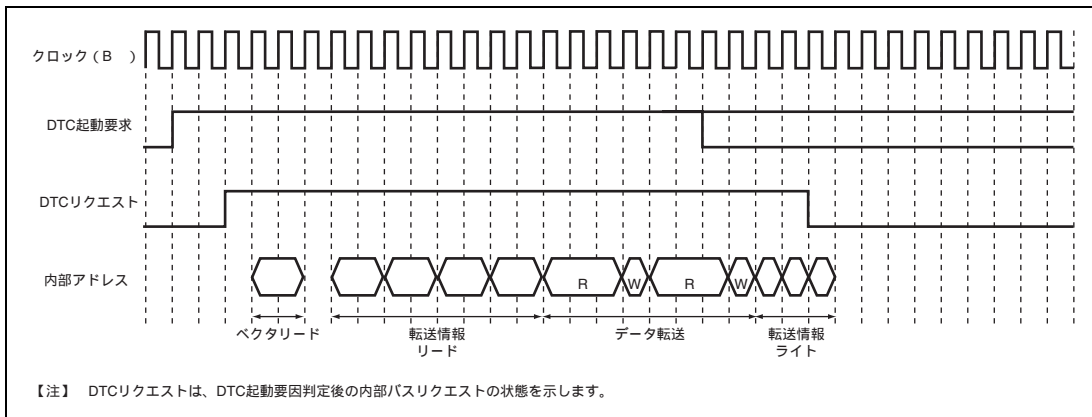 クロック（B　）
DTC起動要求
DTCリクエスト
内部アドレス
R
W
R
W
ベクタリード
転送情報
リード
データ転送
転送情報
ライト
【注】 DTCリクエストは、DTC起動要因判定後の内部バスリクエストの状態を示します。